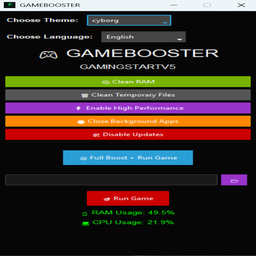 GAMEBOOSTER
Choose Theme: cyborg
Choose Language: English
GAMEBOOSTER
GAMINGSTARTV5
Clean RAM
Clean Temporary Files
Enable High Performance
Close Background Apps
Disable Updates
Full Boost + Run Game
Run Game
RAM Usage: 49.5%
CPU Usage: 21.9%